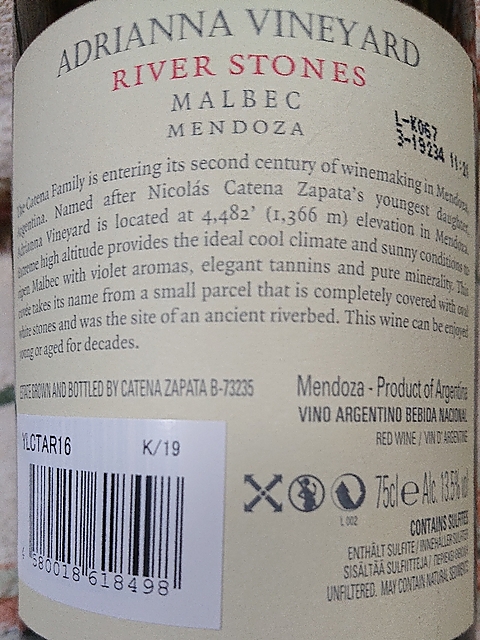 ADRIANNA VINEYARD
RIVER STONES
MALBEC
MENDOZA
L-K067
3-19234 11:2
The Catena Family is entering its second century of winemaking in Mendoza,
Argentina. Named after Nicolás Catena Zapata's youngest daughter,
Adrianna Vineyard is located at 4,482' (1,366 m) elevation in Mendoza.
Extreme high altitude provides the ideal cool climate and sunny conditions to
ripen Malbec with violet aromas, elegant tannins and pure minerality. This
cuvée takes its name from a small parcel that is completely covered with oval
white stones and was the site of an ancient riverbed. This wine can be enjoyed
young or aged for decades.
ESTATE GROWN AND BOTTLED BY CATENA ZAPATA B-73235
Mendoza - Product of Argentina
VINO ARGENTINO BEBIDA NACIONAL
RED WINE / VIN D'ARGENTINE
YLCTAR16 K/19
75cl e Alc. 13.5% vol
L 002
CONTAINS SULFITES
ENTHÄLT SULFITE / INNEHÅLLER SULFITER
SISÄLTÄÄ SULFIITTEJA /
UNFILTERED. MAY CONTAIN NATURAL SEDIMENTS
580018 618498